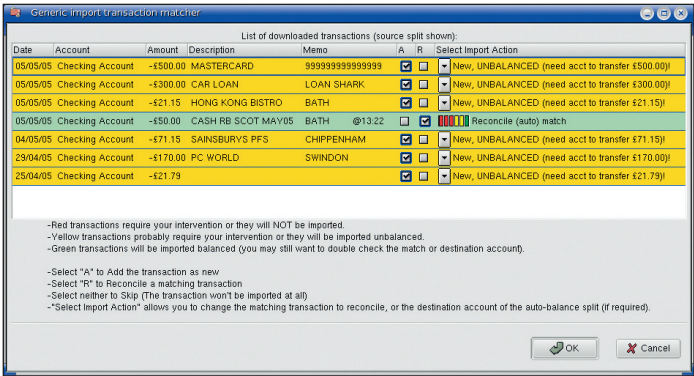 Generic import transaction matcher
List of downloaded transactions (source split shown):
Date Account Amount Description Memo A R Select Import Action
05/05/05 Checking Account -£500.00 MASTERCARD 999999999999999 New, UNBALANCED (need acct to transfer £500.00)!
05/05/05 Checking Account -£300.00 CAR LOAN LOAN SHARK New, UNBALANCED (need acct to transfer £300.00)!
05/05/05 Checking Account -£21.15 HONG KONG BISTRO BATH New, UNBALANCED (need acct to transfer £21.15)!
05/05/05 Checking Account -£50.00 CASH RB SCOT MAY05 BATH @13:22 Reconcile (auto) match
04/05/05 Checking Account -£71.15 SAINSBURYS PFS CHIPPENHAM New, UNBALANCED (need acct to transfer £71.15)!
29/04/05 Checking Account -£170.00 PC WORLD SWINDON New, UNBALANCED (need acct to transfer £170.00)!
25/04/05 Checking Account -£21.79 New, UNBALANCED (need acct to transfer £21.79)!
-Red transactions require your intervention or they will NOT be imported.
-Yellow transactions probably require your intervention or they will be imported unbalanced.
-Green transactions will be imported balanced (you may still want to double check the match or destination account).
-Select "A" to Add the transaction as new
-Select "R" to Reconcile a matching transaction
-Select neither to Skip (The transaction won't be imported at all)
-"Select Import Action" allows you to change the matching transaction to reconcile, or the destination account of the auto-balance split (if required).
OK Cancel